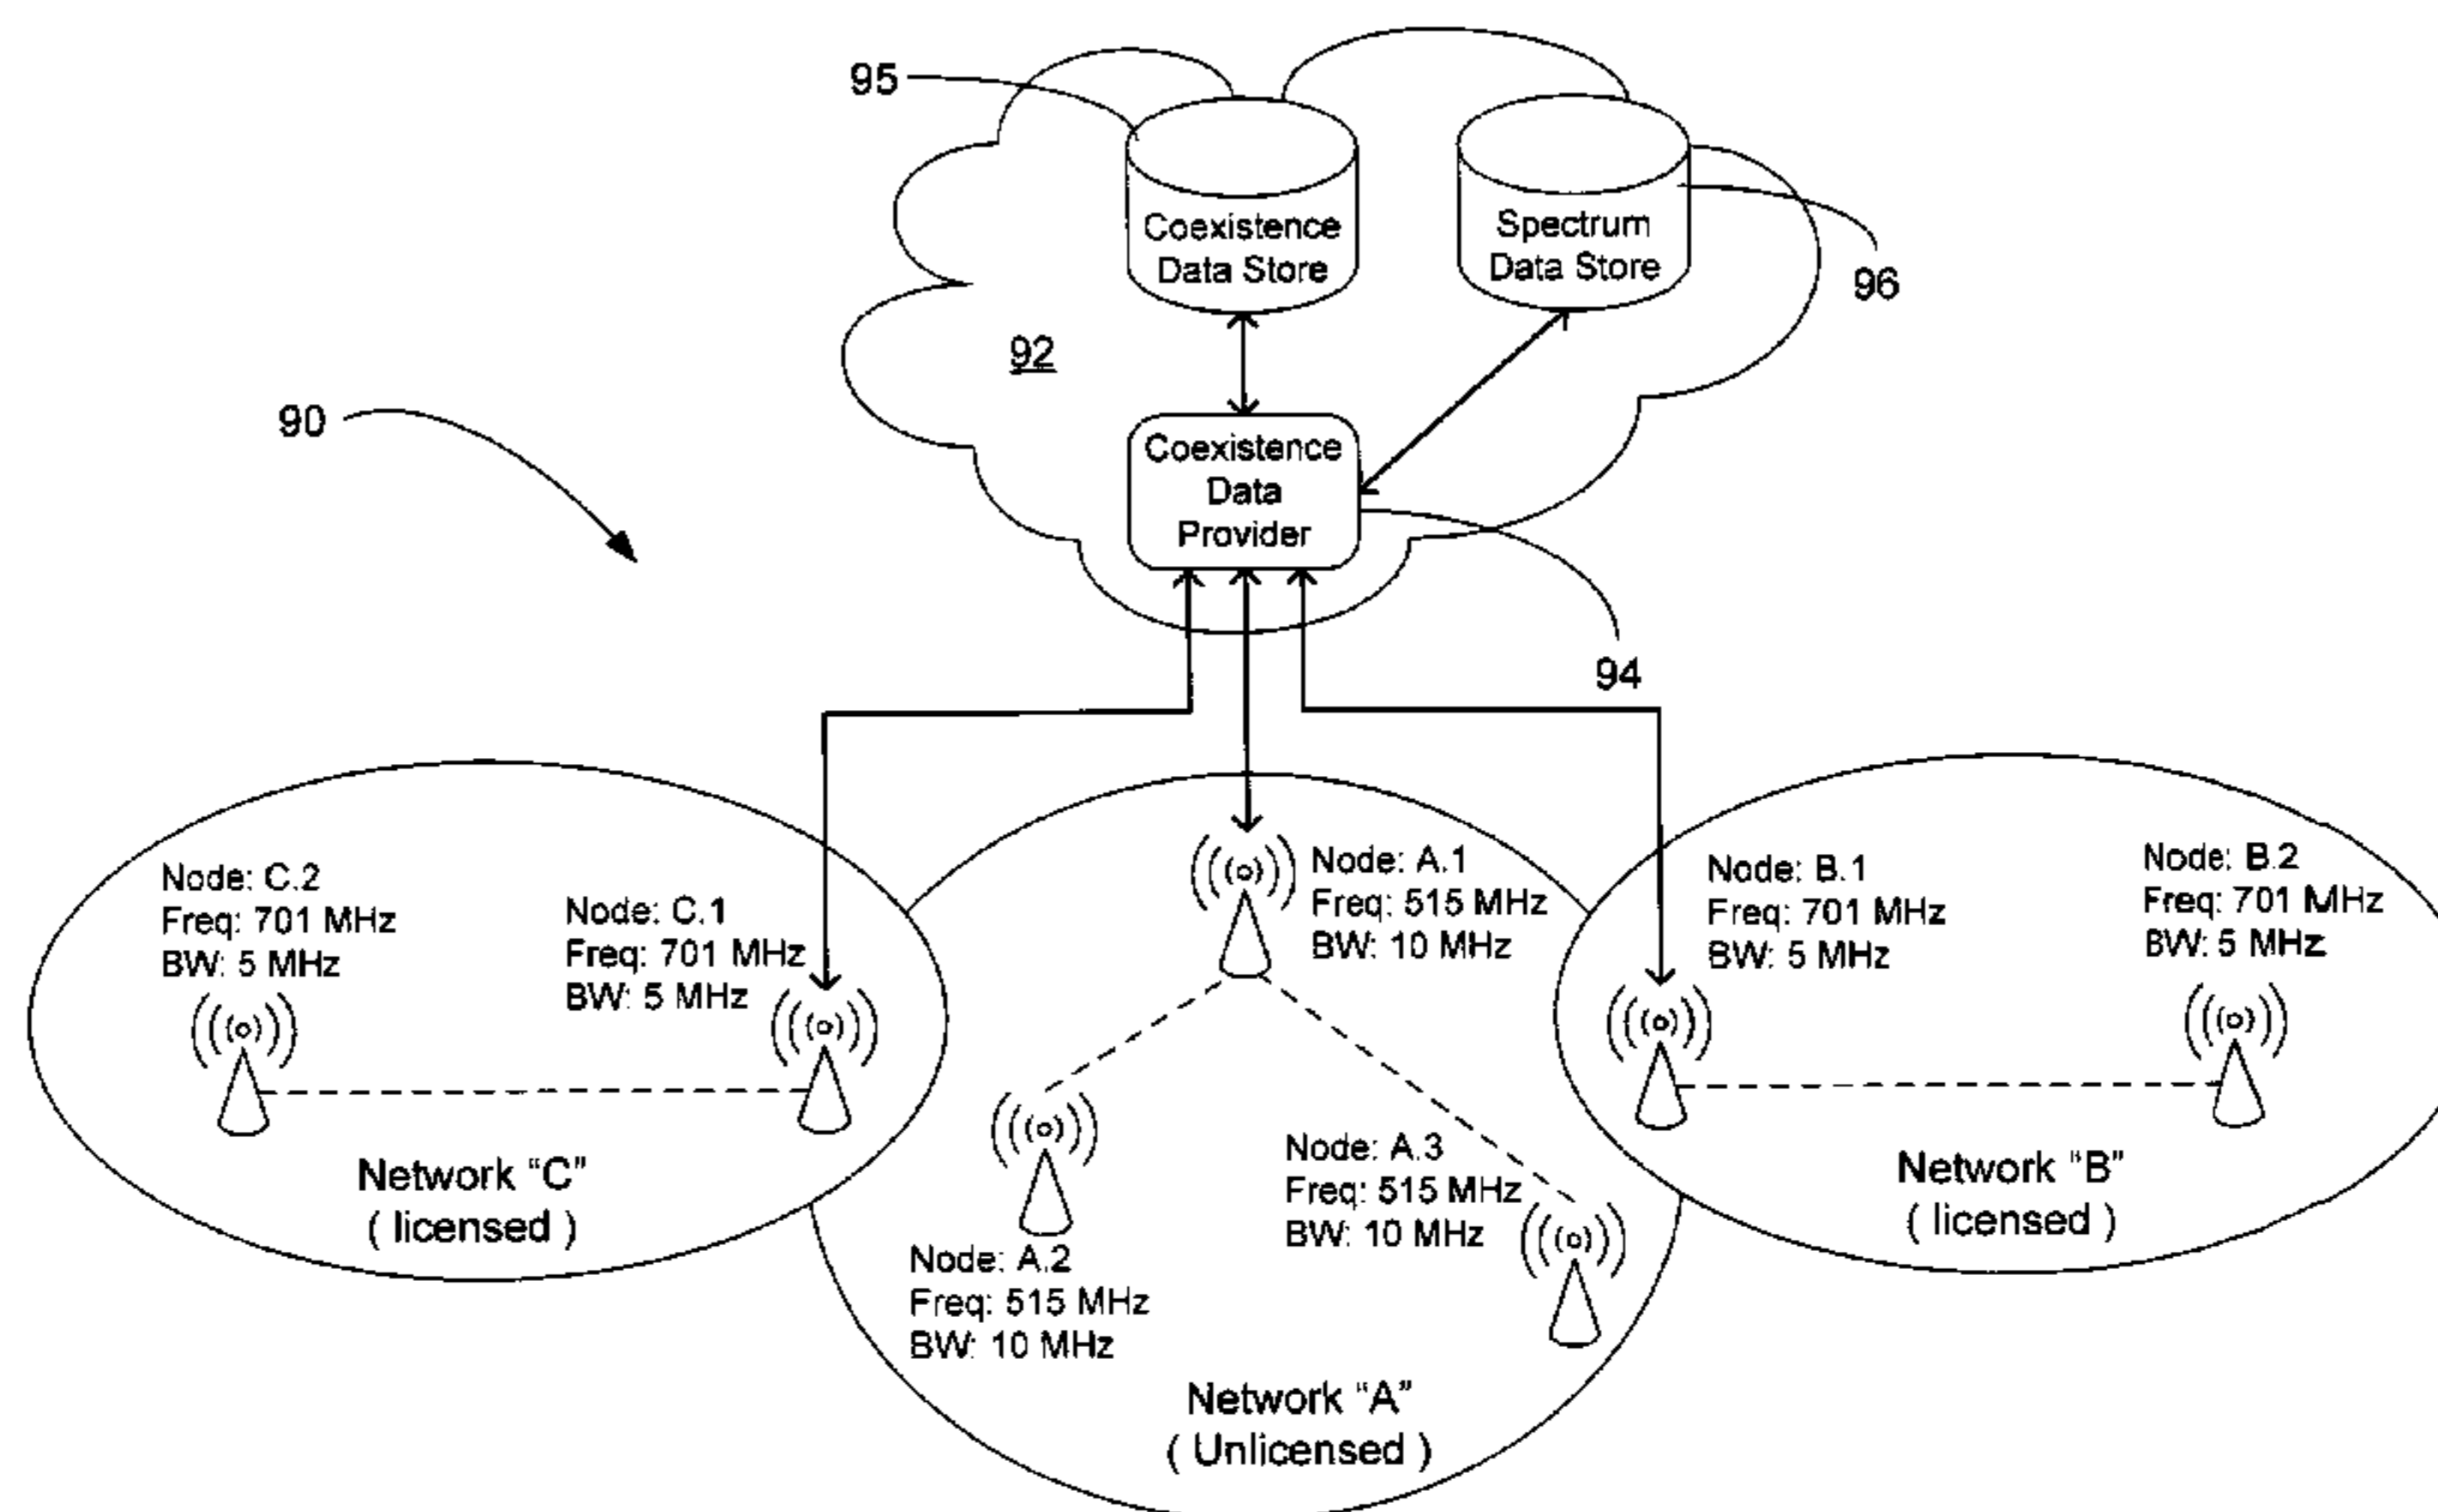 95
Coexistence
Data Store
Spectrum
Data Store
96
92
90
Coexistence
Data
Provider
94
Node: C.2
Freq: 701 MHz
BW: 5 MHz
Node: C.1
Freq: 701 MHz
BW: 5 MHz
Node: A.1
Freq: 515 MHz
BW: 10 MHz
Node: B.1
Freq: 701 MHz
BW: 5 MHz
Node: B.2
Freq: 701 MHz
BW: 5 MHz
Network "C"
( licensed )
Node: A.2
Freq: 515 MHz
BW: 10 MHz
Node: A.3
Freq: 515 MHz
BW: 10 MHz
Network "B"
( licensed )
Network "A"
( Unlicensed )